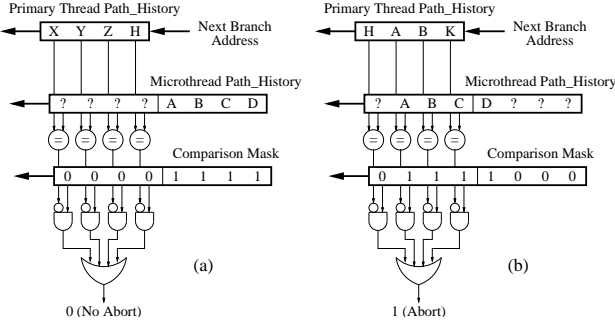 Primary Thread Path_History
X Y Z H
Next Branch
Address
Microthread Path_History
? ? ? ? A B C D
= = = =
Comparison Mask
0 0 0 0 1 1 1 1
(a)
0 (No Abort)
Primary Thread Path_History
H A B K
Next Branch
Address
Microthread Path_History
? A B C D ? ? ?
= = = =
Comparison Mask
0 1 1 1 1 0 0 0
(b)
1 (Abort)